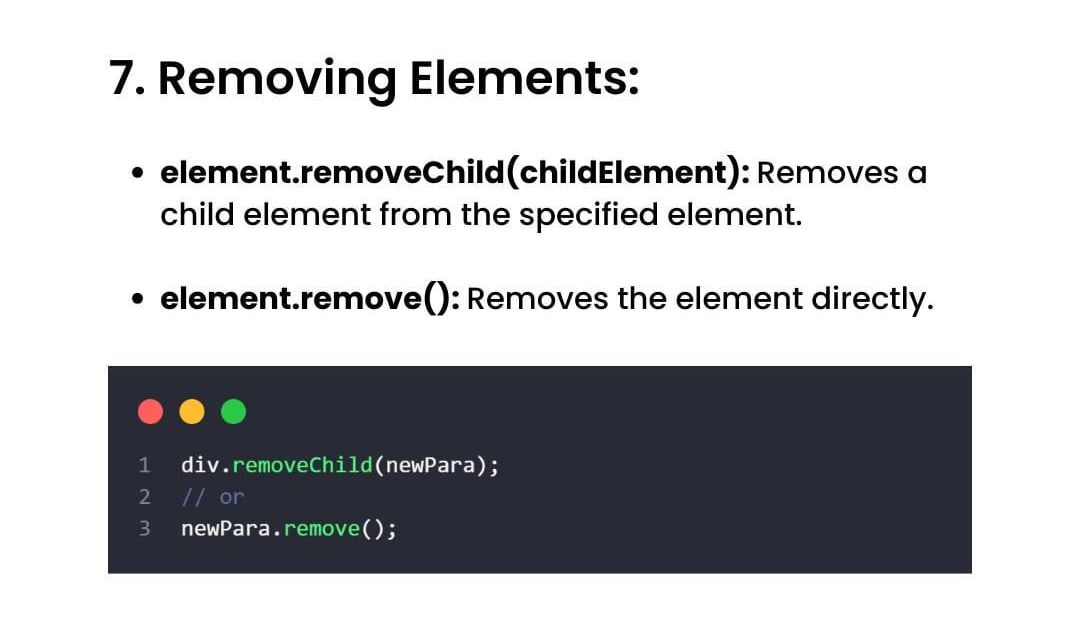 7. Removing Elements:
• element.removeChild(childElement): Removes a
child element from the specified element.
• element.remove(): Removes the element directly.
1 div.removeChild(newPara);
2 // or
3 newPara.remove();